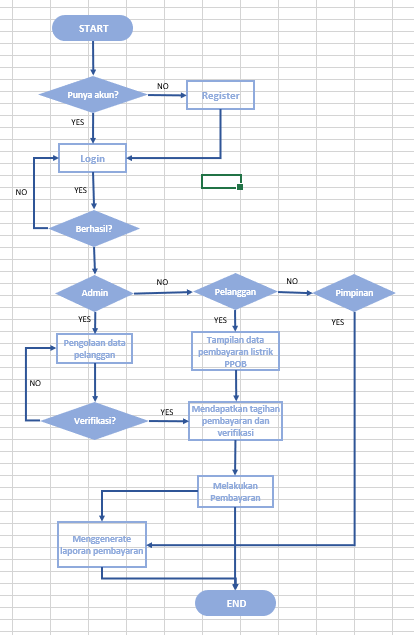 START
Punya akun?
NO
Register
YES
Login
NO
YES
Berhasil?
Admin
NO
Pelanggan
NO
Pimpinan
YES
YES
YES
Pengolaan data
pelanggan
Tampilan data
pembayaran listrik
PPOB
NO
Verifikasi?
YES
Mendapatkan tagihan
pembayaran dan
verifikasi
Melakukan
Pembayaran
Menggenerate
laporan pembayaran
END